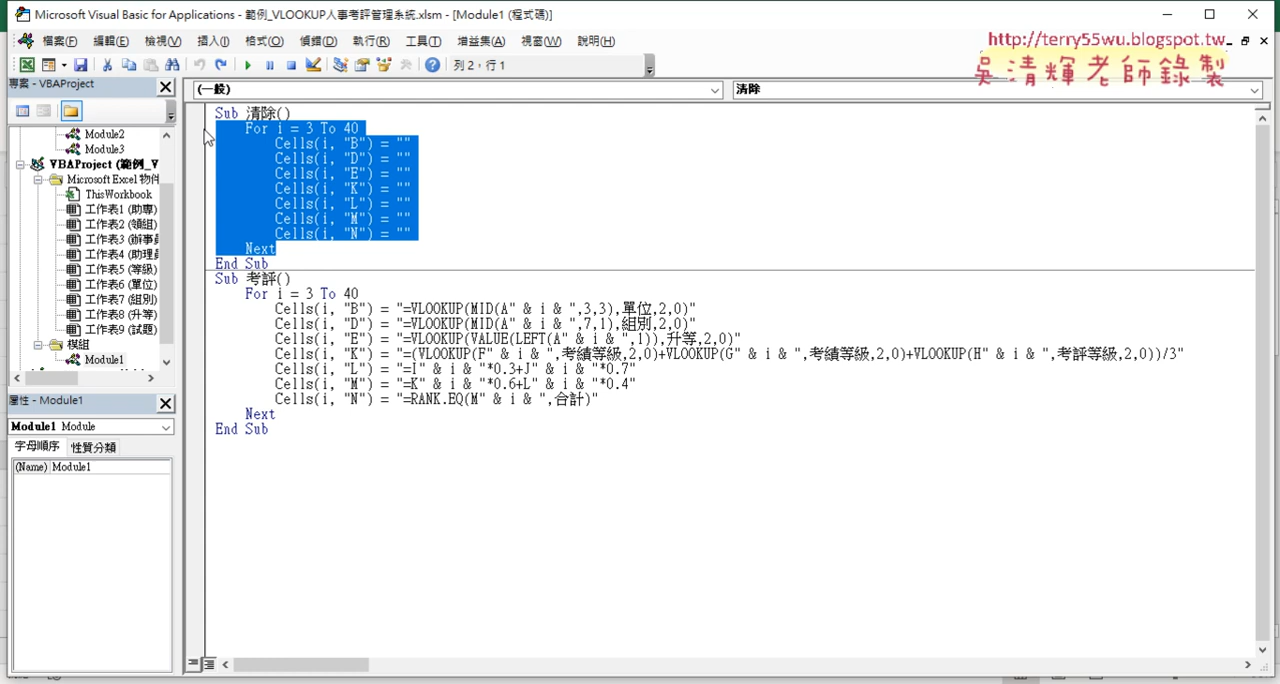 Microsoft Visual Basic for Applications - 範例_VLOOKUP人事考評管理系統.xlsm - [Module1 (程式碼)]
檔案(F) 編輯(E) 檢視(V) 插入(I) 格式(O) 偵錯(D) 執行(R) 工具(T) 增益集(A) 視窗(W) 說明(H)
http://terry55wu.blogspot.tw
吳清輝老師錄製
列 2，行 1
專案 - VBAProject
(一般)
清除
Module2
Module3
VBAProject (範例_V
Microsoft Excel 物件
ThisWorkbook
工作表1 (助專)
工作表2 (領組)
工作表3 (辦事員
工作表4 (助理員
工作表5 (等級)
工作表6 (單位)
工作表7 (組別)
工作表8 (升等)
工作表9 (試題)
模組
Module1
屬性 - Module1
Module1 Module
字母順序 性質分類
(Name) Module1
Sub 清除()
For i = 3 To 40
Cells(i, "B") = ""
Cells(i, "D") = ""
Cells(i, "E") = ""
Cells(i, "K") = ""
Cells(i, "L") = ""
Cells(i, "M") = ""
Cells(i, "N") = ""
Next
End Sub
Sub 考評()
For i = 3 To 40
Cells(i, "B") = "=VLOOKUP(MID(A" & i & ",3,3),單位,2,0)"
Cells(i, "D") = "=VLOOKUP(MID(A" & i & ",7,1),組別,2,0)"
Cells(i, "E") = "=VLOOKUP(VALUE(LEFT(A" & i & ",1)),升等,2,0)"
Cells(i, "K") = "=(VLOOKUP(F" & i & ",考績等級,2,0)+VLOOKUP(G" & i & ",考績等級,2,0)+VLOOKUP(H" & i & ",考評等級,2,0))/3"
Cells(i, "L") = "=I" & i & "*0.3+J" & i & "*0.7"
Cells(i, "M") = "=K" & i & "*0.6+L" & i & "*0.4"
Cells(i, "N") = "=RANK.EQ(M" & i & ",合計)"
Next
End Sub